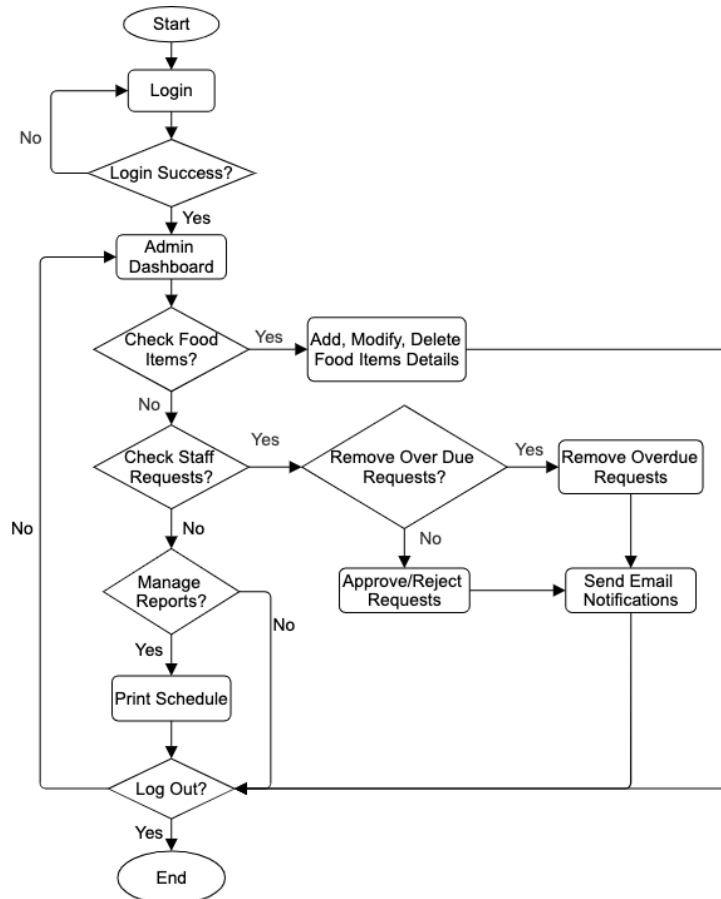 Start
Login
No
Login Success?
Yes
Admin
Dashboard
Check Food
Items?
Yes
Add, Modify, Delete
Food Items Details
No
Check Staff
Requests?
Yes
Remove Over Due
Requests?
Yes
Remove Overdue
Requests
No
No
No
Manage
Reports?
Approve/Reject
Requests
Send Email
Notifications
No
Yes
Print Schedule
Log Out?
Yes
End